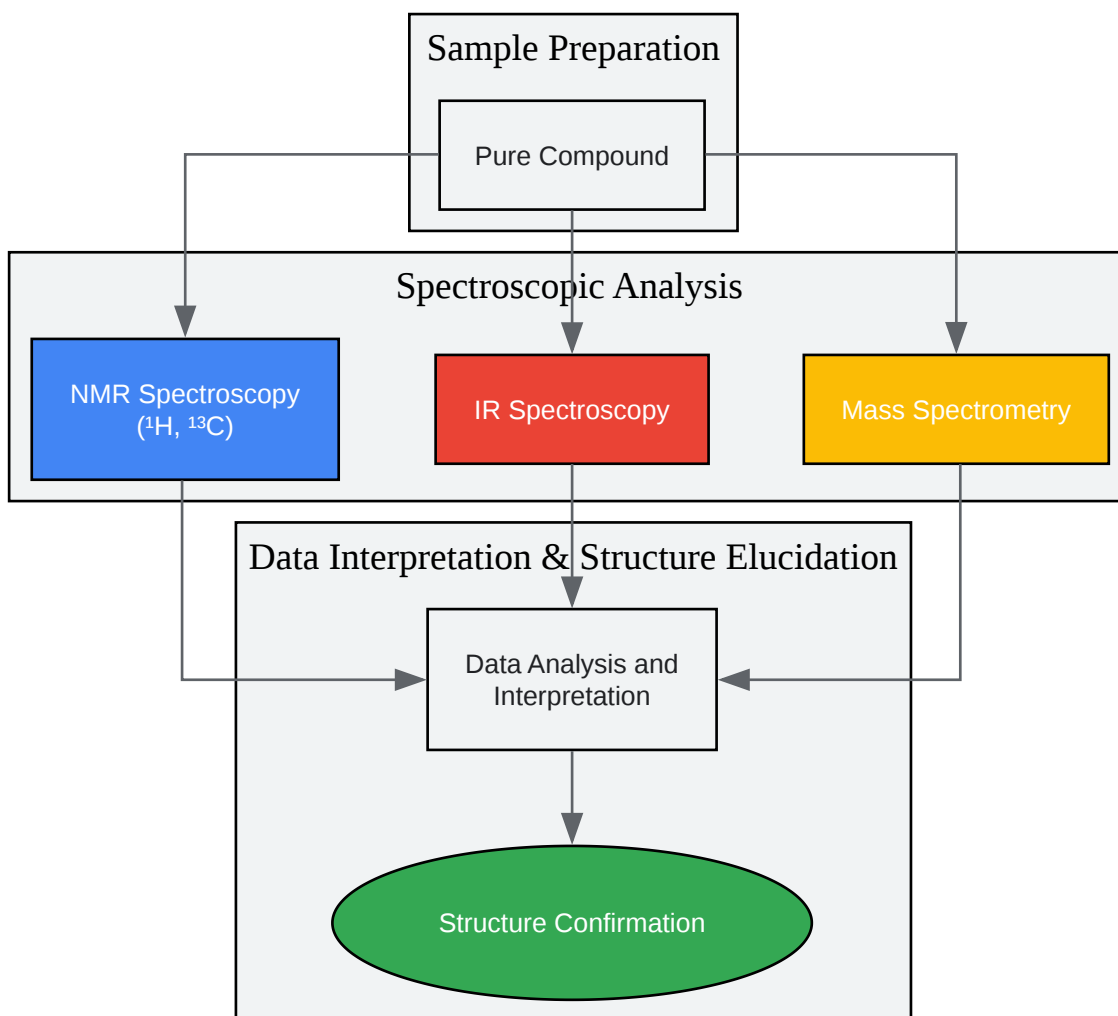 Sample Preparation
Pure Compound
Spectroscopic Analysis
NMR Spectroscopy
(¹H, ¹³C)
IR Spectroscopy
Mass Spectrometry
Data Interpretation & Structure Elucidation
Data Analysis and
Interpretation
Structure Confirmation